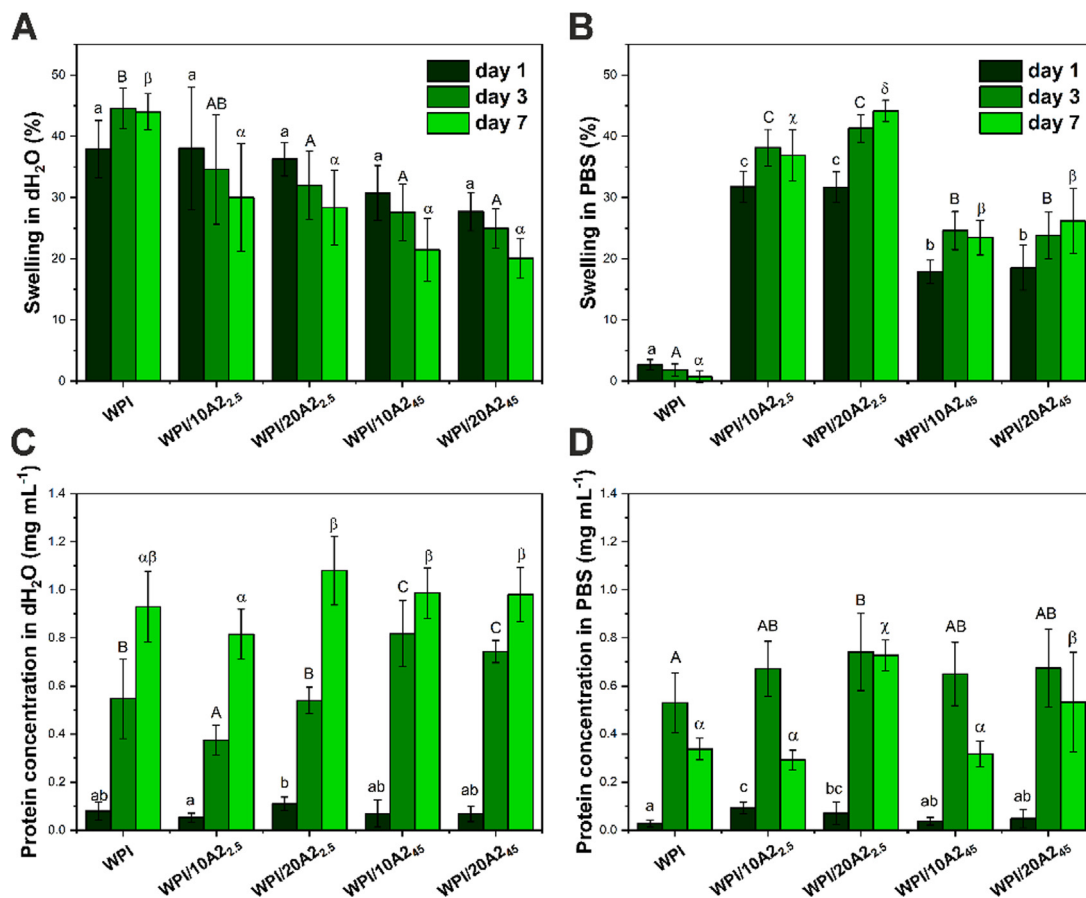 A
Swelling in dH₂O (%)
50
40
30
20
10
0
day 1
day 3
day 7
a B β
a AB α
a A α
a A α
a A α
WPI
WPI/10A2₂.₅
WPI/20A2₂.₅
WPI/10A2₄₅
WPI/20A2₄₅
B
Swelling in PBS (%)
50
40
30
20
10
0
day 1
day 3
day 7
a A α
c C χ
c C δ
b B β
b B β
WPI
WPI/10A2₂.₅
WPI/20A2₂.₅
WPI/10A2₄₅
WPI/20A2₄₅
C
Protein concentration in dH₂O (mg mL⁻¹)
1.4
1.2
1.0
0.8
0.6
0.4
0.2
0.0
ab B αβ
a A α
b B β
ab C β
ab C β
WPI
WPI/10A2₂.₅
WPI/20A2₂.₅
WPI/10A2₄₅
WPI/20A2₄₅
D
Protein concentration in PBS (mg mL⁻¹)
1.4
1.2
1.0
0.8
0.6
0.4
0.2
0.0
a A α
c AB α
bc B χ
ab AB α
ab AB β
WPI
WPI/10A2₂.₅
WPI/20A2₂.₅
WPI/10A2₄₅
WPI/20A2₄₅